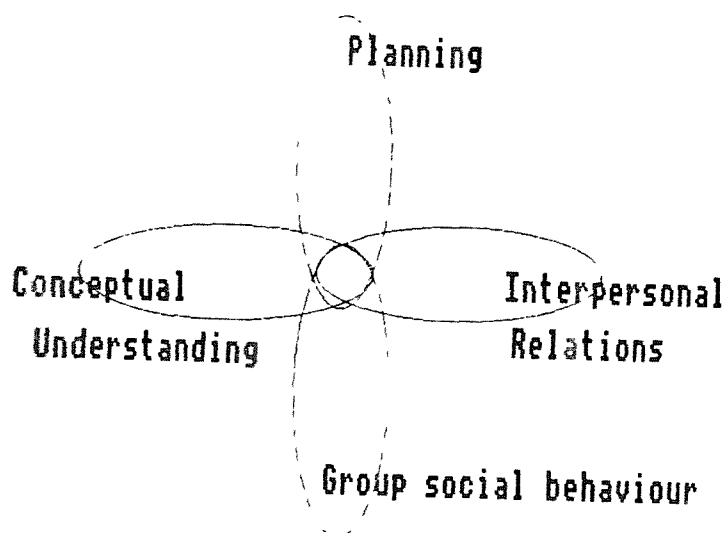 Planning
Conceptual
Understanding
Interpersonal
Relations
Group social behaviour